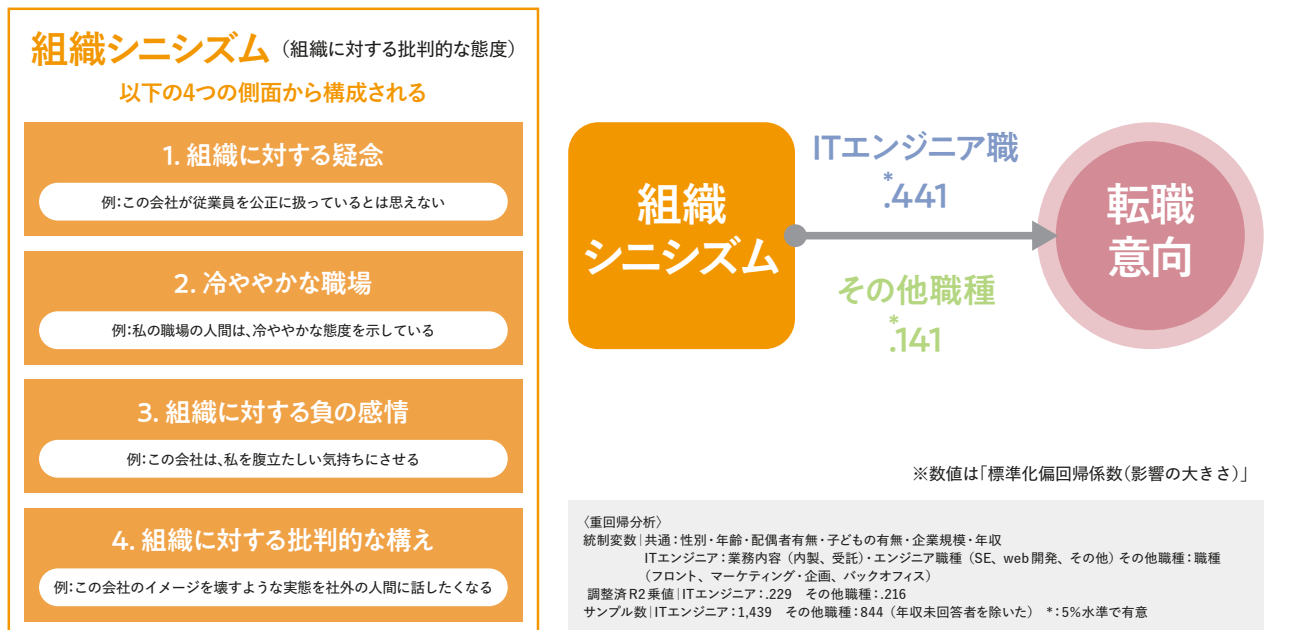 組織シニシズム（組織に対する批判的な態度）
以下の4つの側面から構成される
1. 組織に対する疑念
例：この会社が従業員を公正に扱っているとは思えない
2. 冷ややかな職場
例：私の職場の人間は、冷ややかな態度を示している
3. 組織に対する負の感情
例：この会社は、私を腹立たしい気持ちにさせる
4. 組織に対する批判的な構え
例：この会社のイメージを壊すような実態を社外の人間に話したくなる
組織
シニシズム
ITエンジニア職
*
.441
その他職種
*
.141
転職
意向
※数値は「標準化偏回帰係数（影響の大きさ）」
〈重回帰分析〉
統制変数｜共通：性別・年齢・配偶者有無・子どもの有無・企業規模・年収
ITエンジニア：業務内容（内製、受託）・エンジニア職種（SE、web開発、その他）その他職種：職種
（フロント、マーケティング・企画、バックオフィス）
調整済R2乗値｜ITエンジニア：.229　その他職種：.216
サンプル数｜ITエンジニア：1,439　その他職種：844（年収未回答者を除いた）　*：5%水準で有意